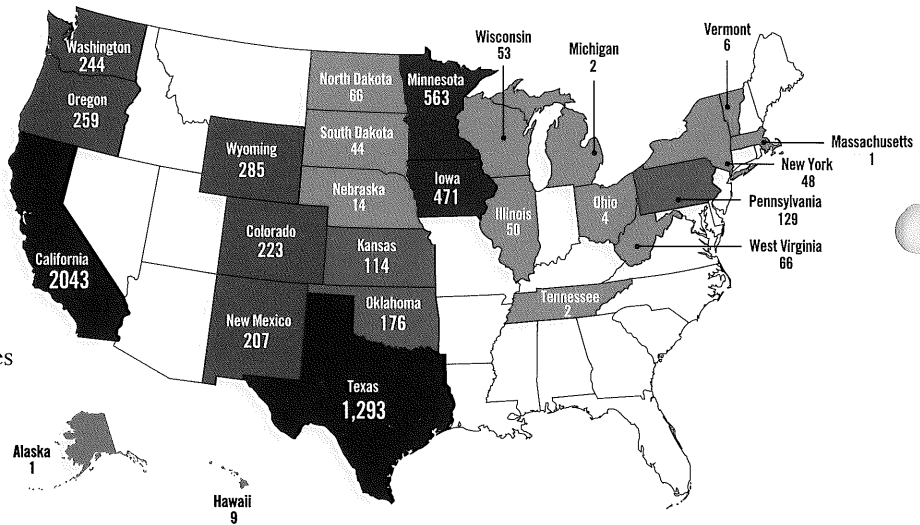 Washington
244
Oregon
259
California
2043
Wyoming
285
Colorado
223
New Mexico
207
North Dakota
66
South Dakota
44
Nebraska
14
Kansas
114
Oklahoma
176
Texas
1,293
Minnesota
563
Iowa
471
Wisconsin
53
Michigan
2
Illinois
50
Ohio
4
Tennessee
2
Vermont
6
Massachusetts
1
New York
48
Pennsylvania
129
West Virginia
66
es
Alaska
1
Hawaii
9